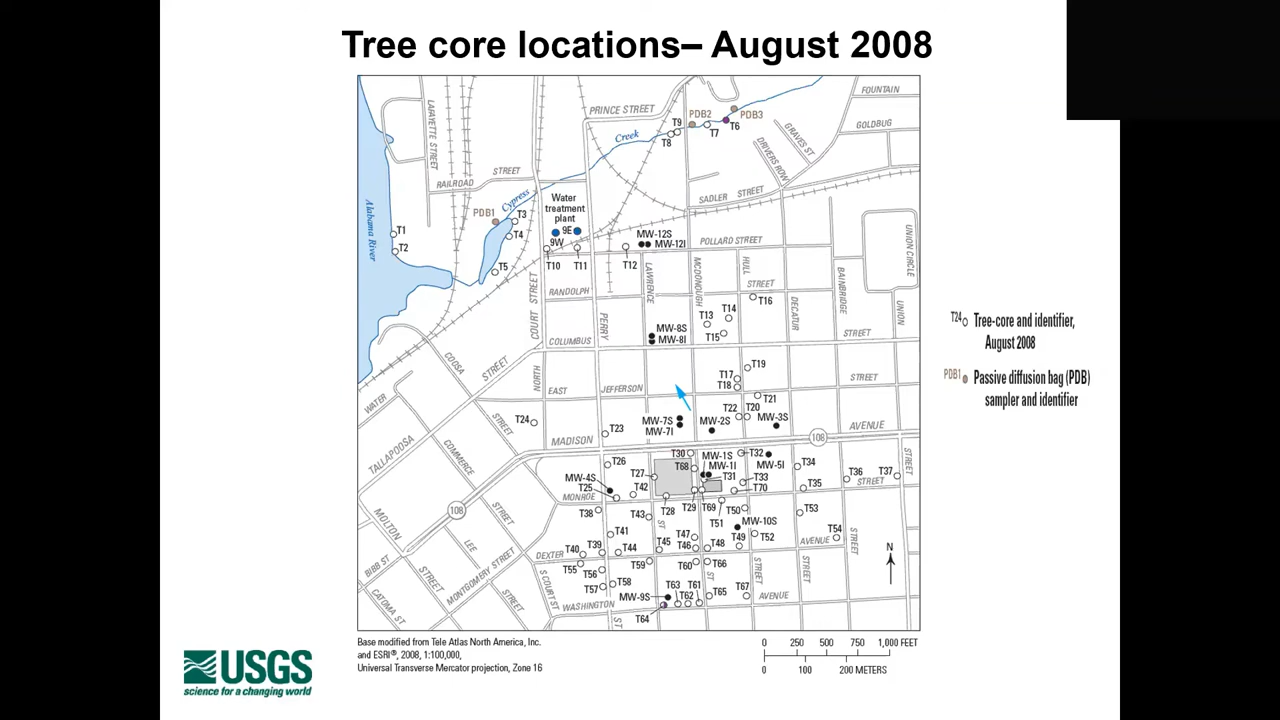 Tree core locations– August 2008
FOUNTAIN
GOLDBUG
PRINCE STREET
LAFAYETTE STREET
PDB2
PDB3
T9
T8
T7
T6
GRAVES ST
DRIVERS ROW
Creek
RAILROAD
STREET
Cypress
SADLER STREET
Water
treatment
plant
9E
9W
PDB1
T3
T4
T5
Alabama River
T1
T2
T10
T11
T12
MW-12S
MW-12I
POLLARD STREET
UNION CIRCLE
UNION
COURT STREET
RANDOLPH
STREET
LAWRENCE
MCDONOUGH
HULL
DECATUR
BAINBRIDGE
PERRY
T13
T14
T15
T16
MW-8S
MW-8I
COLUMBUS
STREET
COOSA
STREET
NORTH
EAST
JEFFERSON
STREET
T17
T18
T19
T20
T21
T22
WATER
TALLAPOOSA
STREET
COMMERCE
STREET
T24
T23
MADISON
AVENUE
MW-7S
MW-7I
MW-2S
MW-3S
108
T30
T68
MW-1S
MW-1I
T31
T32
MW-5I
T33
T70
T34
T35
T36
T37
STREET
STREET
T26
T27
MW-4S
T25
T42
MONROE
T28
T29
T69
T38
T43
ST
T51
T50
MW-10S
T53
T54
108
MOLTON
BIBB ST
LEE
STREET
MONTGOMERY STREET
STREET
CATOMA ST
T41
T39
T40
T44
T45
T47
T46
T48
T49
T52
AVENUE
STREET
DEXTER
T55
T56
T57
T58
T59
T60
T66
ST
STREET
STREET
S COURT ST
WASHINGTON
ST
MW-9S
T63
T61
T62
T64
T65
T67
AVENUE
N
T24 Tree-core and identifier,
August 2008
PDB1 Passive diffusion bag (PDB)
sampler and identifier
Base modified from Tele Atlas North America, Inc.
and ESRI®, 2008, 1:100,000,
Universal Transverse Mercator projection, Zone 16
0 250 500 750 1,000 FEET
0 100 200 METERS
USGS
science for a changing world